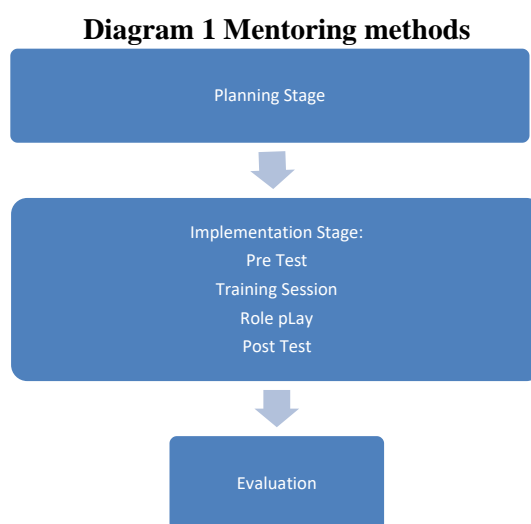 Diagram 1 Mentoring methods
Planning Stage
Implementation Stage:
Pre Test
Training Session
Role pLay
Post Test
Evaluation